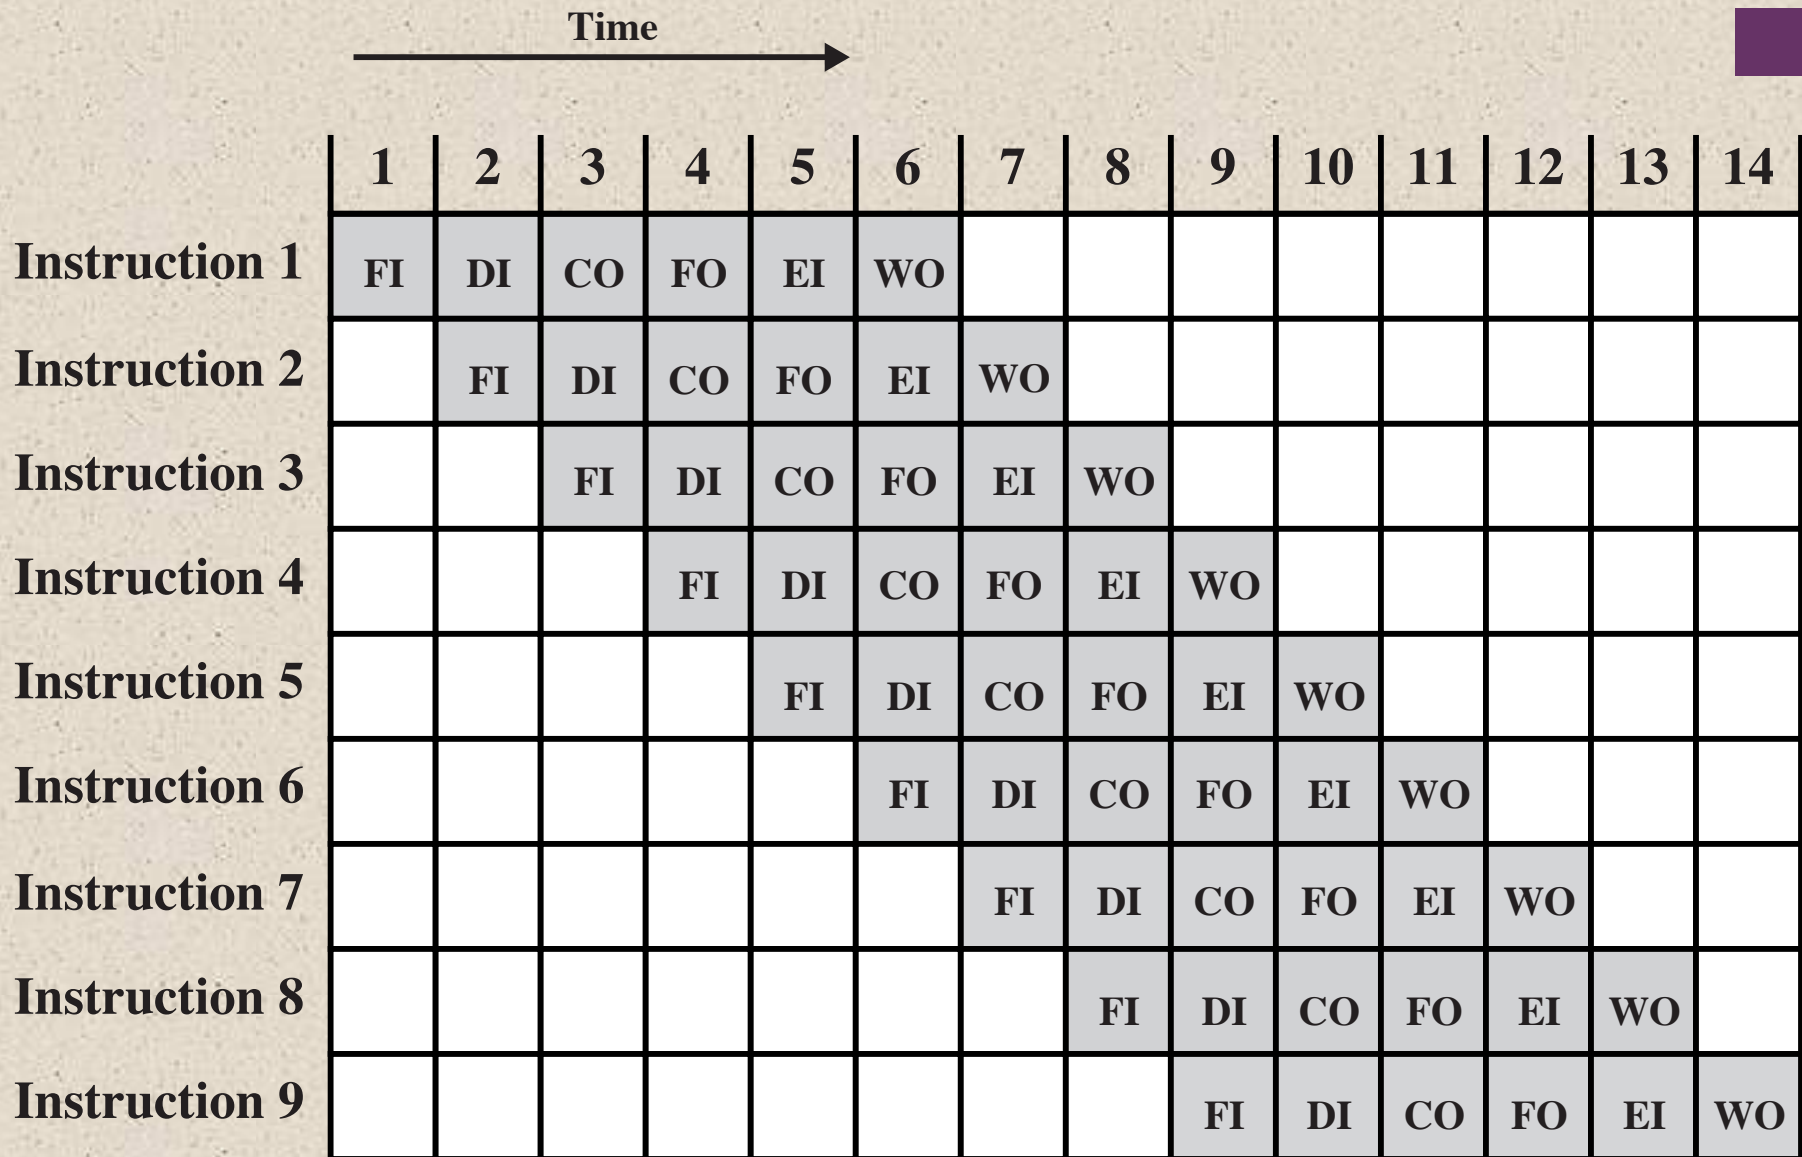 Time
1 2 3 4 5 6 7 8 9 10 11 12 13 14
Instruction 1 FI DI CO FO EI WO
Instruction 2 FI DI CO FO EI WO
Instruction 3 FI DI CO FO EI WO
Instruction 4 FI DI CO FO EI WO
Instruction 5 FI DI CO FO EI WO
Instruction 6 FI DI CO FO EI WO
Instruction 7 FI DI CO FO EI WO
Instruction 8 FI DI CO FO EI WO
Instruction 9 FI DI CO FO EI WO